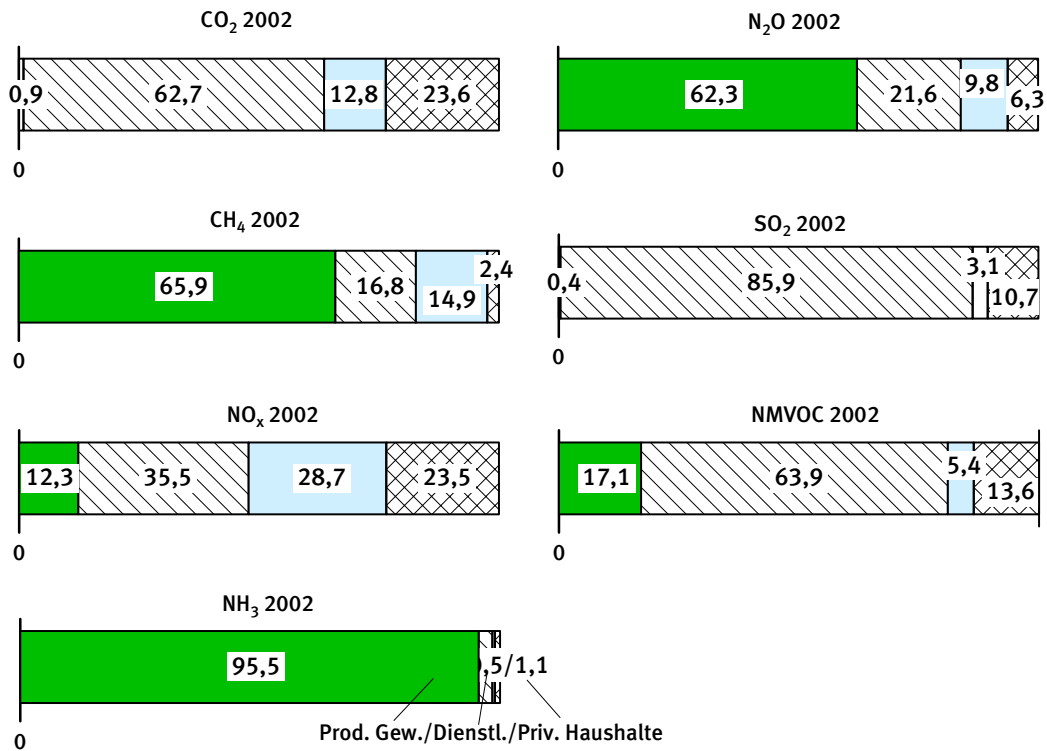 CO₂ 2002
0,9 62,7 12,8 23,6
0
N₂O 2002
62,3 21,6 9,8 6,3
0
CH₄ 2002
65,9 16,8 14,9 2,4
0
SO₂ 2002
0,4 85,9 3,1 10,7
0
NOₓ 2002
12,3 35,5 28,7 23,5
0
NMVOC 2002
17,1 63,9 5,4 13,6
0
NH₃ 2002
95,5 ,5/1,1
Prod. Gew./Dienstl./Priv. Haushalte
0